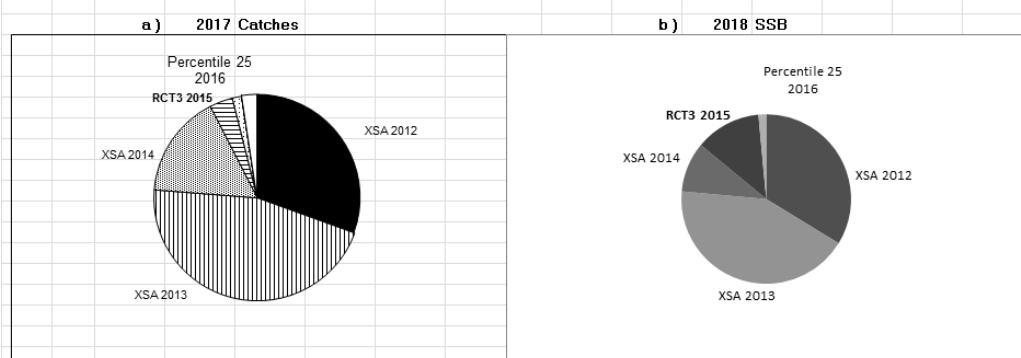 a ) 2017 Catches
Percentile 25
2016
RCT3 2015
XSA 2012
XSA 2014
XSA 2013
b ) 2018 SSB
Percentile 25
2016
RCT3 2015
XSA 2014
XSA 2012
XSA 2013